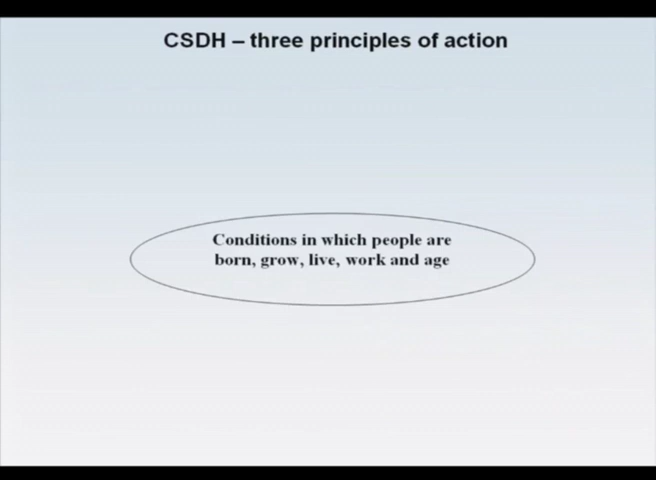 CSDH – three principles of action
Conditions in which people are
born, grow, live, work and age